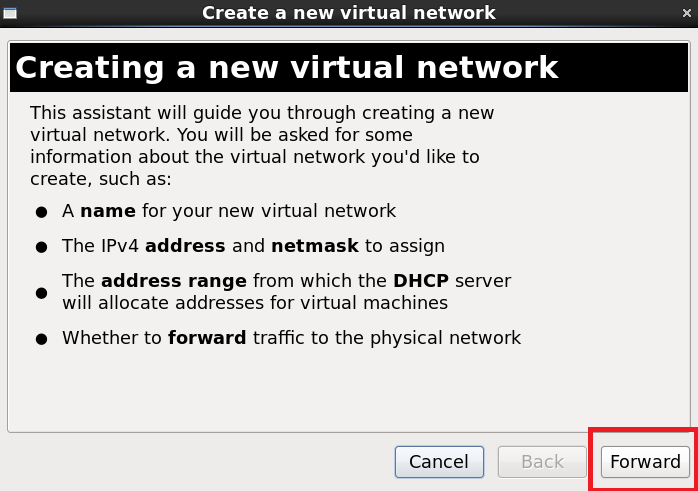 Create a new virtual network
Creating a new virtual network
This assistant will guide you through creating a new
virtual network. You will be asked for some
information about the virtual network you'd like to
create, such as:
● A name for your new virtual network
● The IPv4 address and netmask to assign
● The address range from which the DHCP server
will allocate addresses for virtual machines
● Whether to forward traffic to the physical network
Cancel Back Forward